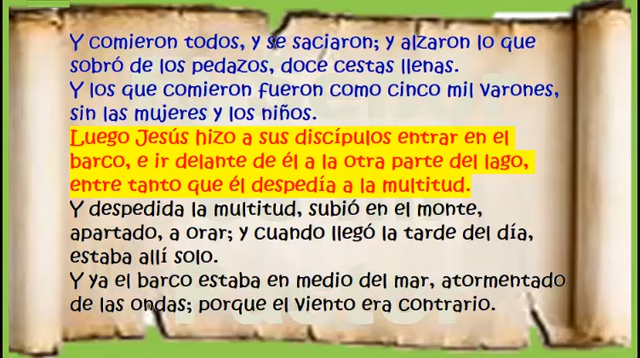 Y comieron todos, y se saciaron; y alzaron lo que
sobró de los pedazos, doce cestas llenas.
Y los que comieron fueron como cinco mil varones,
sin las mujeres y los niños.
Luego Jesús hizo a sus discípulos entrar en el
barco, e ir delante de él a la otra parte del lago,
entre tanto que él despedía a la multitud.
Y despedida la multitud, subió en el monte,
apartado, a orar; y cuando llegó la tarde del día,
estaba allí solo.
Y ya el barco estaba en medio del mar, atormentado
de las ondas; porque el viento era contrario.